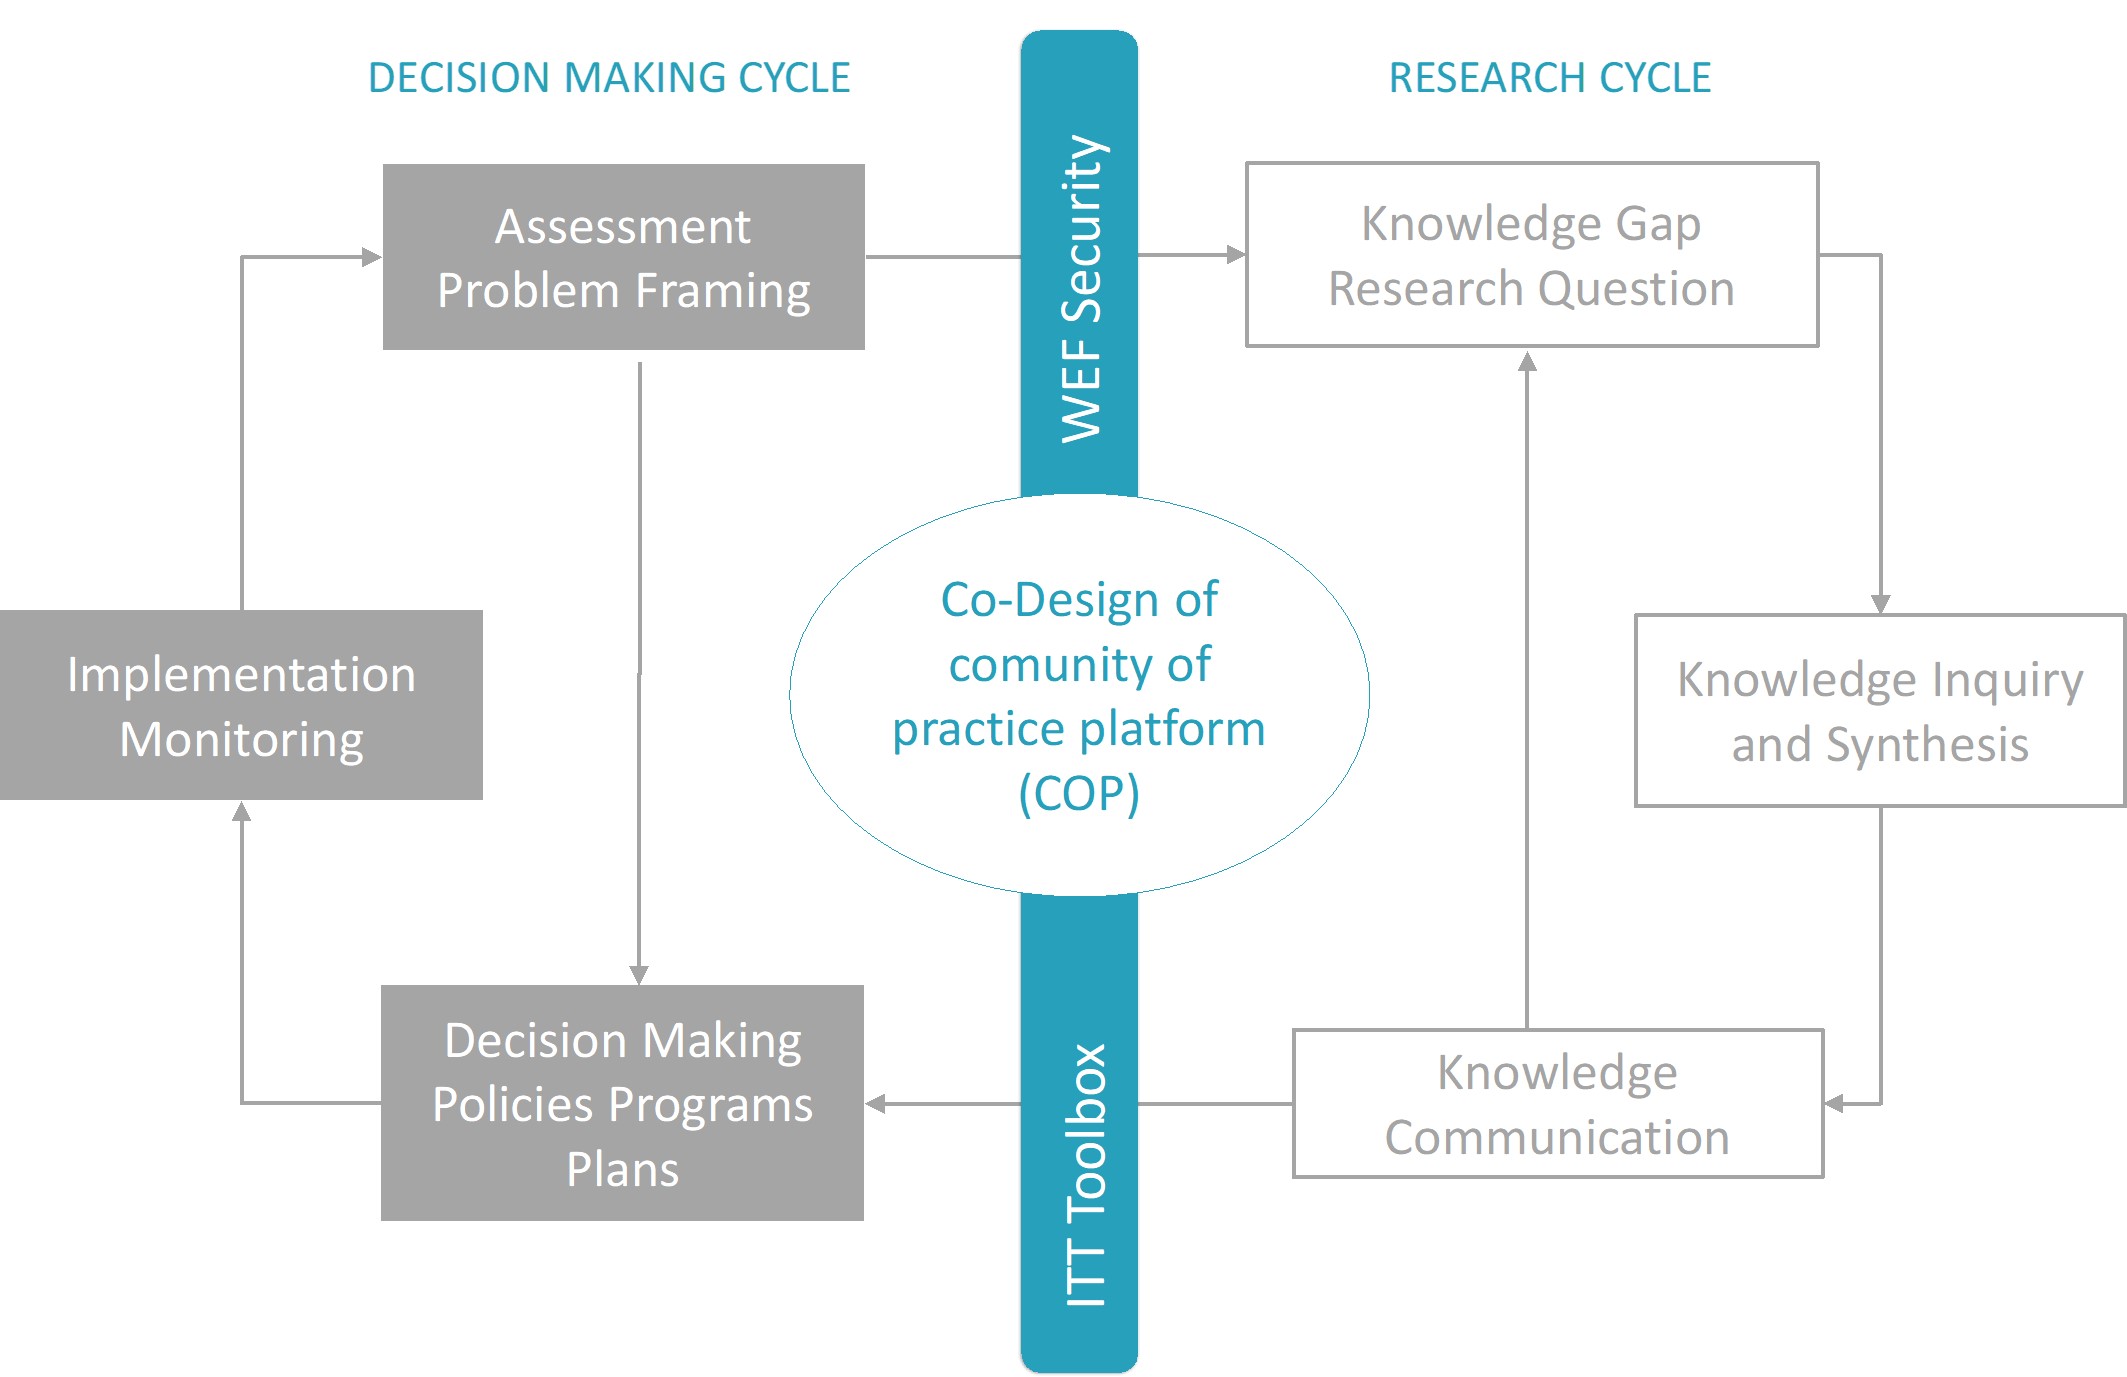 DECISION MAKING CYCLE
RESEARCH CYCLE
WEF Security
Assessment
Problem Framing
Knowledge Gap
Research Question
Co-Design of
comunity of
practice platform
(COP)
Implementation
Monitoring
Knowledge Inquiry
and Synthesis
Decision Making
Policies Programs
Plans
ITT Toolbox
Knowledge
Communication